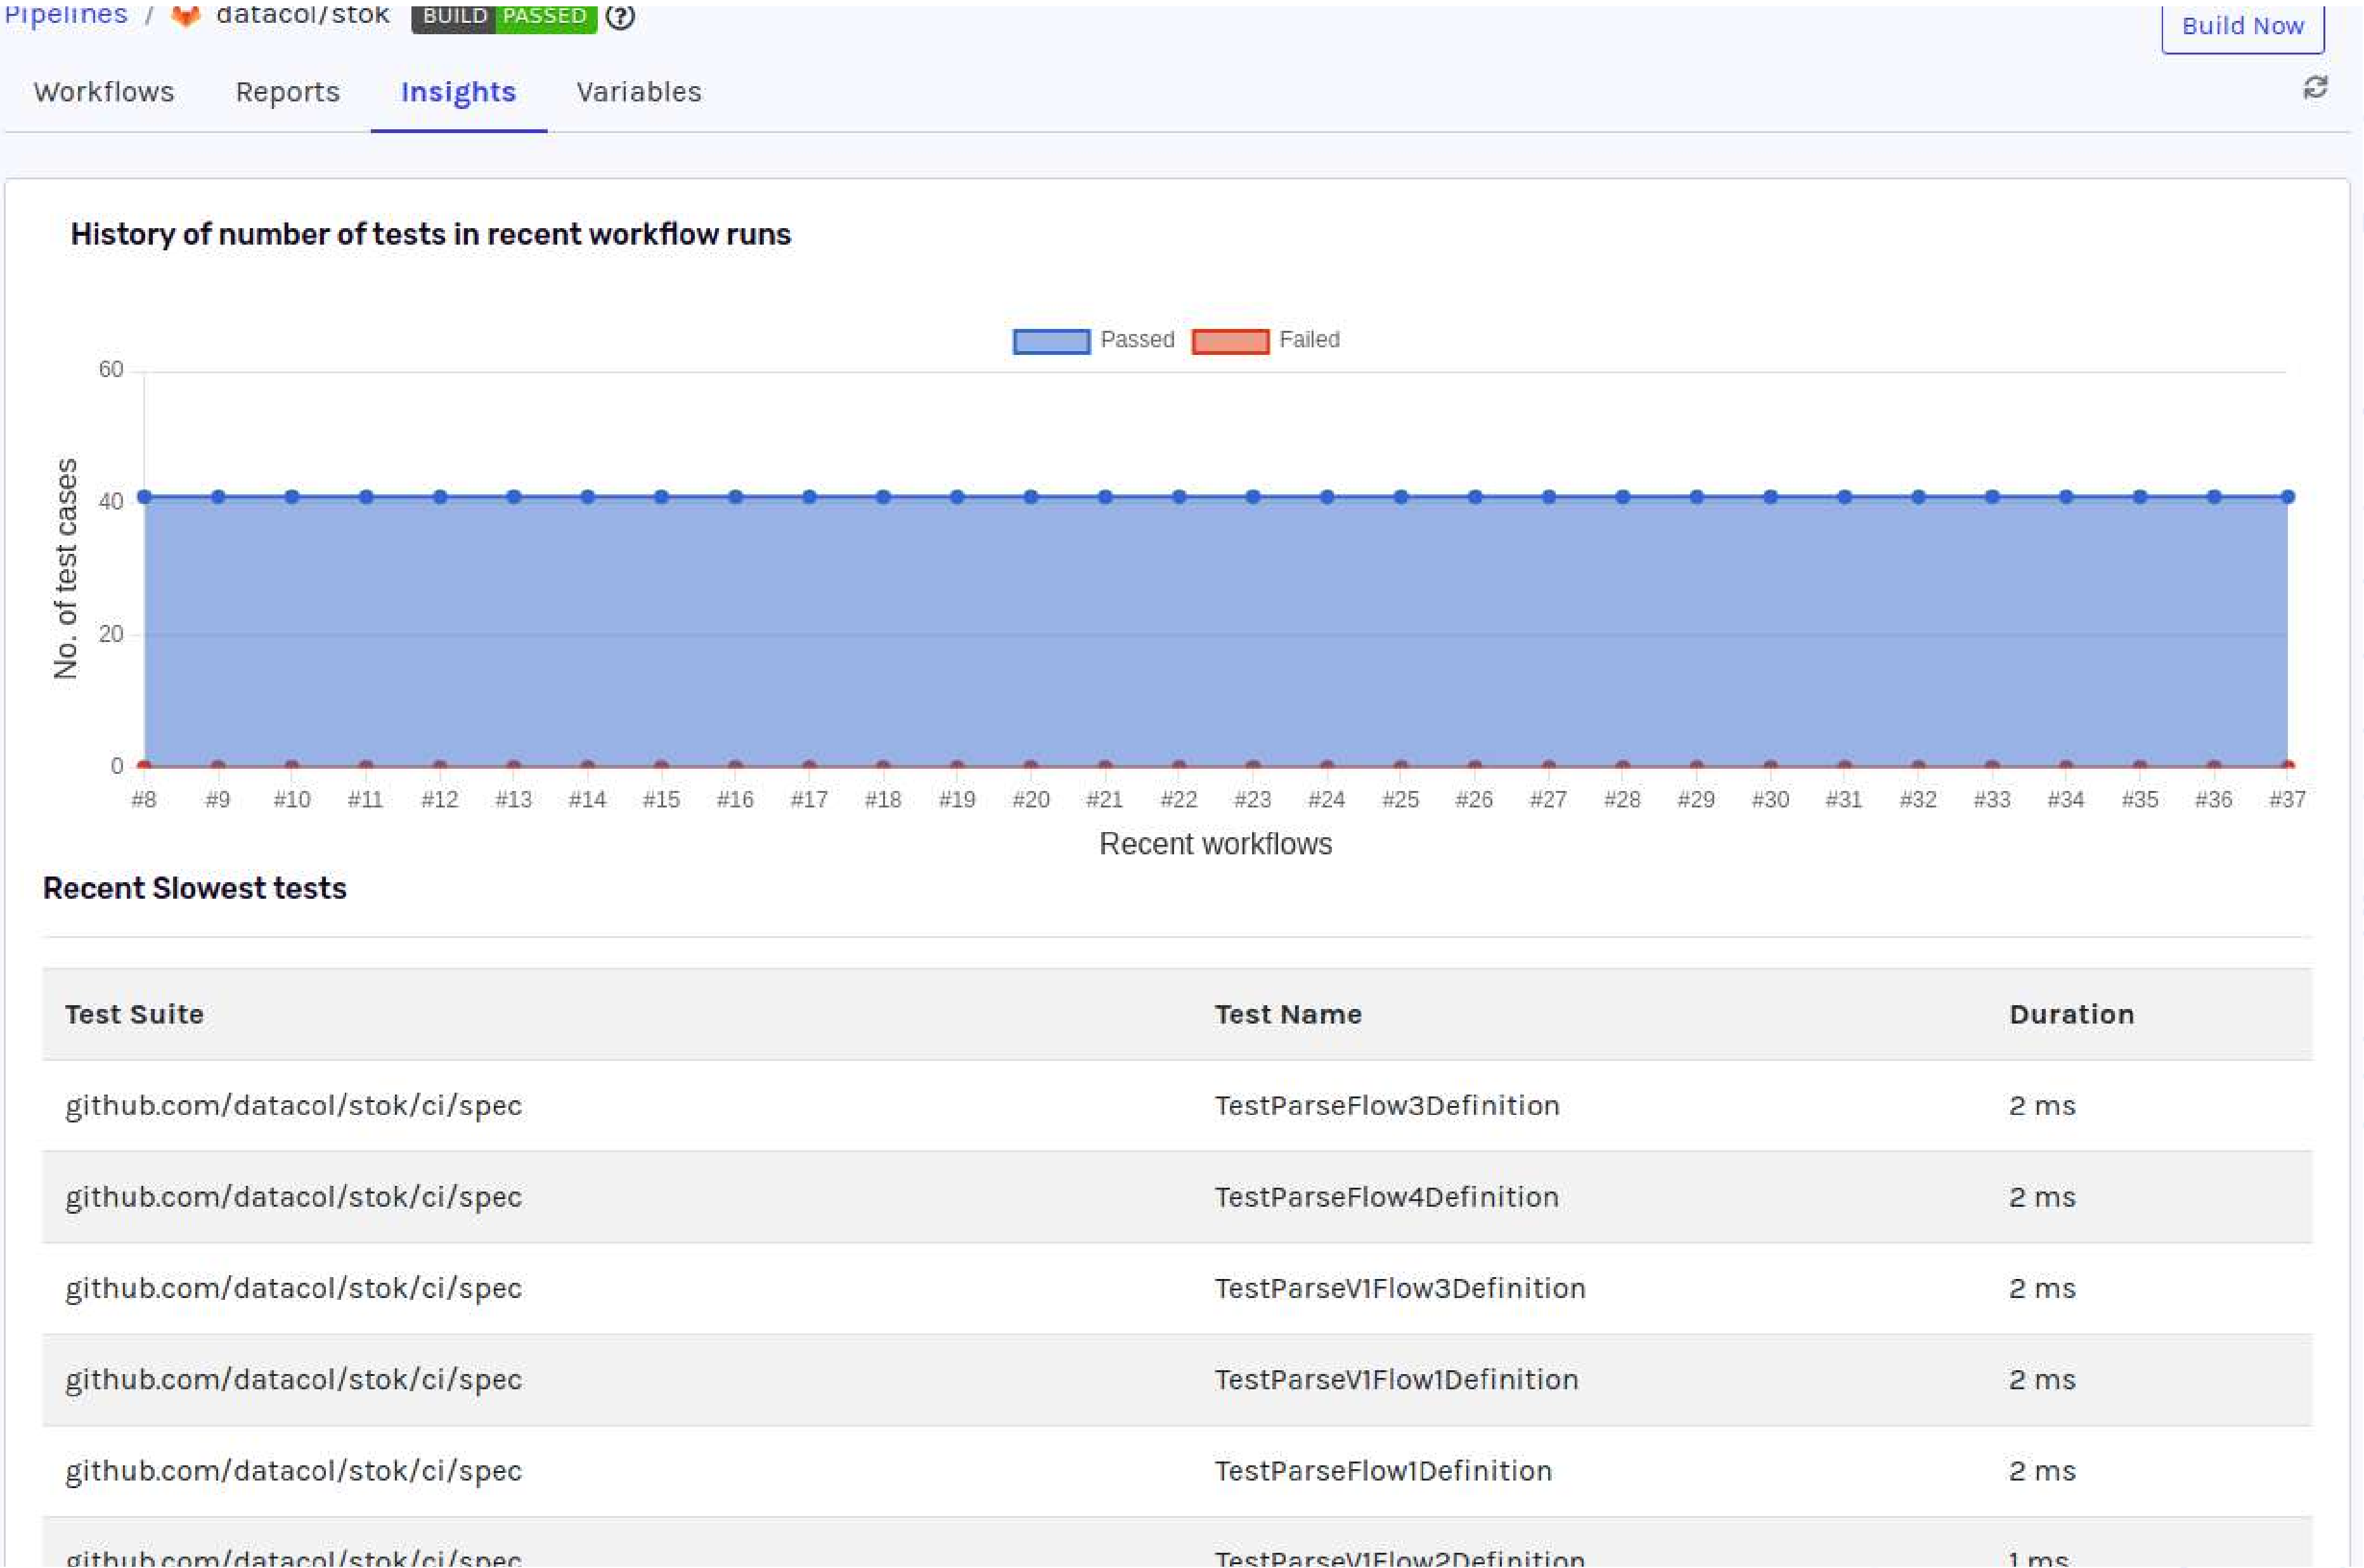 Pipelines / datacol/stok BUILD PASSED ?
Build Now
Workflows Reports Insights Variables
History of number of tests in recent workflow runs
Passed Failed
60
40
20
0
No. of test cases
#8 #9 #10 #11 #12 #13 #14 #15 #16 #17 #18 #19 #20 #21 #22 #23 #24 #25 #26 #27 #28 #29 #30 #31 #32 #33 #34 #35 #36 #37
Recent workflows
Recent Slowest tests
Test Suite Test Name Duration
github.com/datacol/stok/ci/spec TestParseFlow3Definition 2 ms
github.com/datacol/stok/ci/spec TestParseFlow4Definition 2 ms
github.com/datacol/stok/ci/spec TestParseV1Flow3Definition 2 ms
github.com/datacol/stok/ci/spec TestParseV1Flow1Definition 2 ms
github.com/datacol/stok/ci/spec TestParseFlow1Definition 2 ms
github.com/datacol/stok/ci/spec TestParseV1Flow2Definition 1 ms